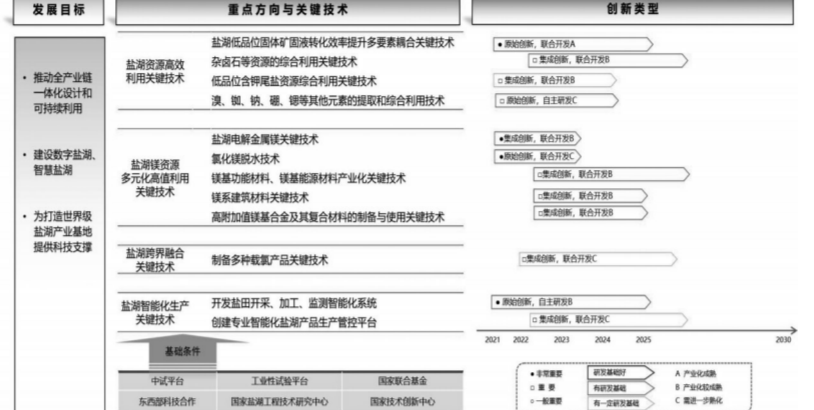 发展目标
重点方向与关键技术
创新类型
• 推动全产业链
一体化设计和
可持续利用
• 建设数字盐湖、
智慧盐湖
• 为打造世界级
盐湖产业基地
提供科技支撑
盐湖资源高效
利用关键技术
盐湖低品位固体矿固液转化效率提升多要素耦合关键技术
杂卤石等资源的综合利用关键技术
低品位含钾尾盐资源综合利用关键技术
溴、铷、钠、硼、锶等其他元素的提取和综合利用技术
●原始创新，联合开发A
□ 集成创新，联合开发B
□ 集成创新，联合开发B
□ 原始创新，自主研发C
盐湖镁资源
多元化高值利用
关键技术
盐湖电解金属镁关键技术
氯化镁脱水技术
镁基功能材料、镁基能源材料产业化关键技术
镁系建筑材料关键技术
高附加值镁基合金及其复合材料的制备与使用关键技术
●集成创新，联合开发B
●原始创新，联合开发C
□集成创新，联合开发B
□集成创新，联合开发B
□集成创新，联合开发B
盐湖跨界融合
关键技术
制备多种载氯产品关键技术
□集成创新，联合开发C
盐湖智能化生产
关键技术
开发盐田开采、加工、监测智能化系统
创建专业智能化盐湖产品生产管控平台
● 原始创新，自主研发B
□ 集成创新，联合开发C
2021 2022 2023 2024 2025 2030
基础条件
中试平台 工业性试验平台 国家联合基金
东西部科技合作 国家盐湖工程技术研究中心 国家技术创新中心
● 非常重要 研发基础好 A 产业化成熟
□ 重 要 有研发基础 B 产业化较成熟
○ 一般重要 有一定研发基础 C 需进一步熟化